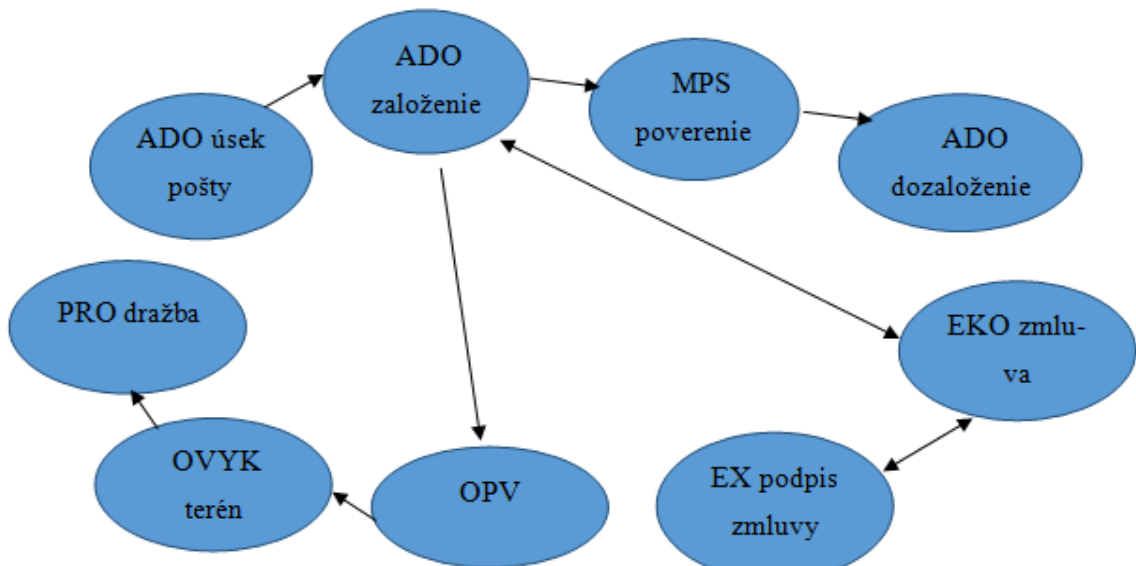 ADO
založenie
MPS
poverenie
ADO úsek
pošty
ADO
dozaloženie
PRO dražba
EKO zmlu-
va
OVYK
terén
OPV
EX podpis
zmluvy